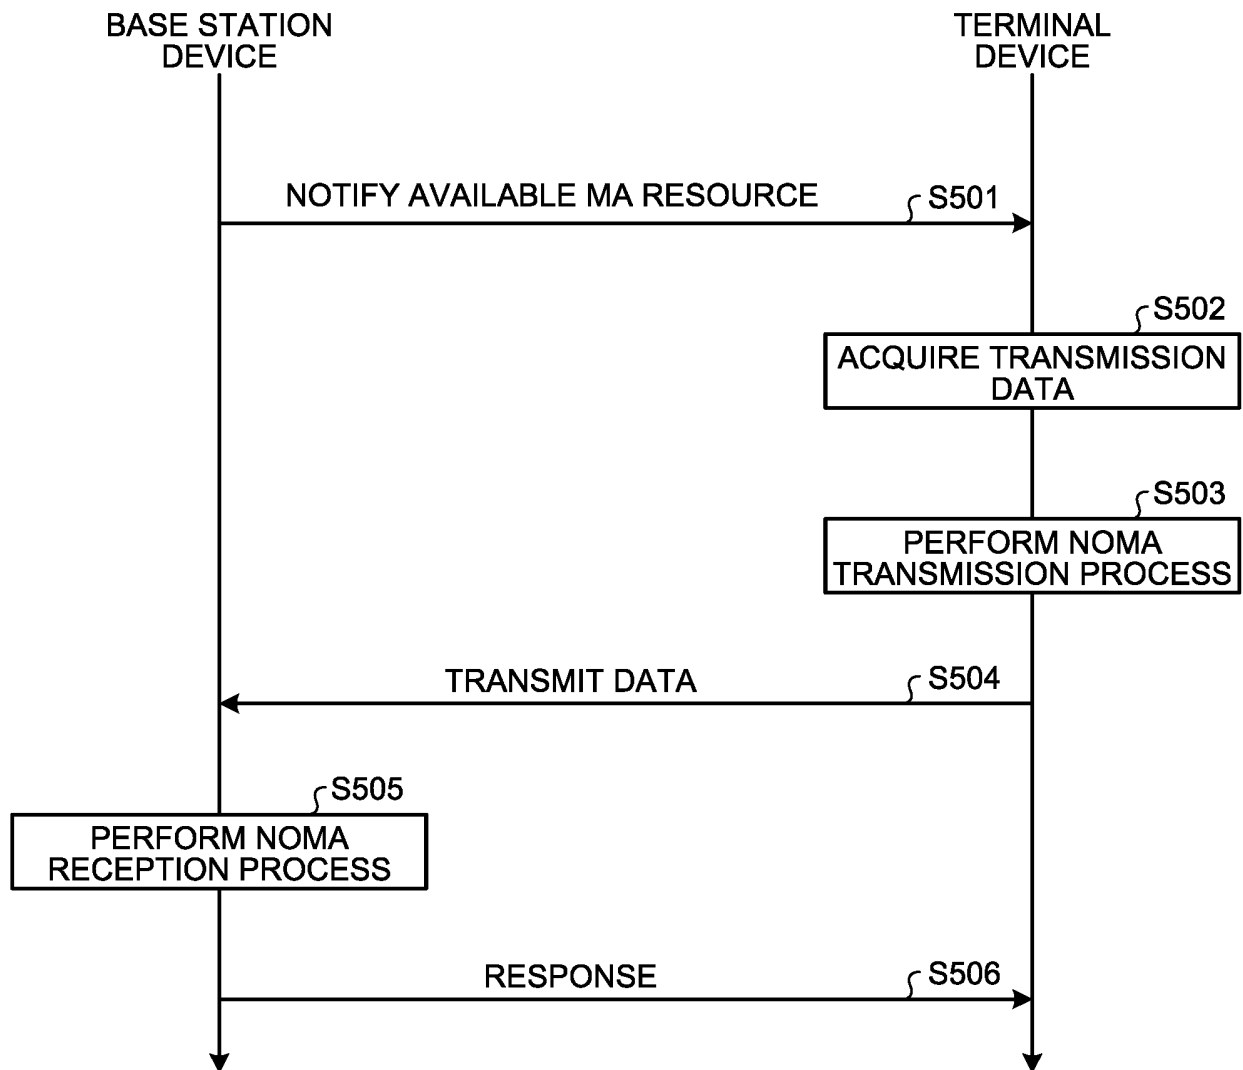 BASE STATION
DEVICE
TERMINAL
DEVICE
NOTIFY AVAILABLE MA RESOURCE
S501
S502
ACQUIRE TRANSMISSION
DATA
S503
PERFORM NOMA
TRANSMISSION PROCESS
TRANSMIT DATA
S504
S505
PERFORM NOMA
RECEPTION PROCESS
RESPONSE
S506